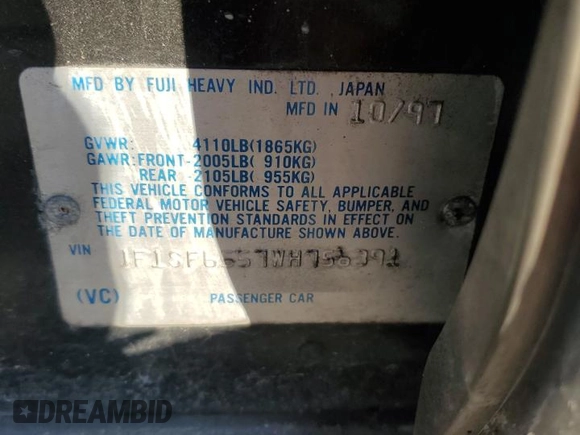 MFD BY FUJI HEAVY IND. LTD., JAPAN
MFD IN 10/97
GVWR: 4110LB(1865KG)
GAWR:FRONT-2005LB( 910KG)
REAR -2105LB( 955KG)
THIS VEHICLE CONFORMS TO ALL APPLICABLE
FEDERAL MOTOR VEHICLE SAFETY, BUMPER, AND
THEFT PREVENTION STANDARDS IN EFFECT ON
THE DATE OF MANUFACTURE SHOWN ABOVE.
VIN
(VC) PASSENGER CAR
DREAMBID